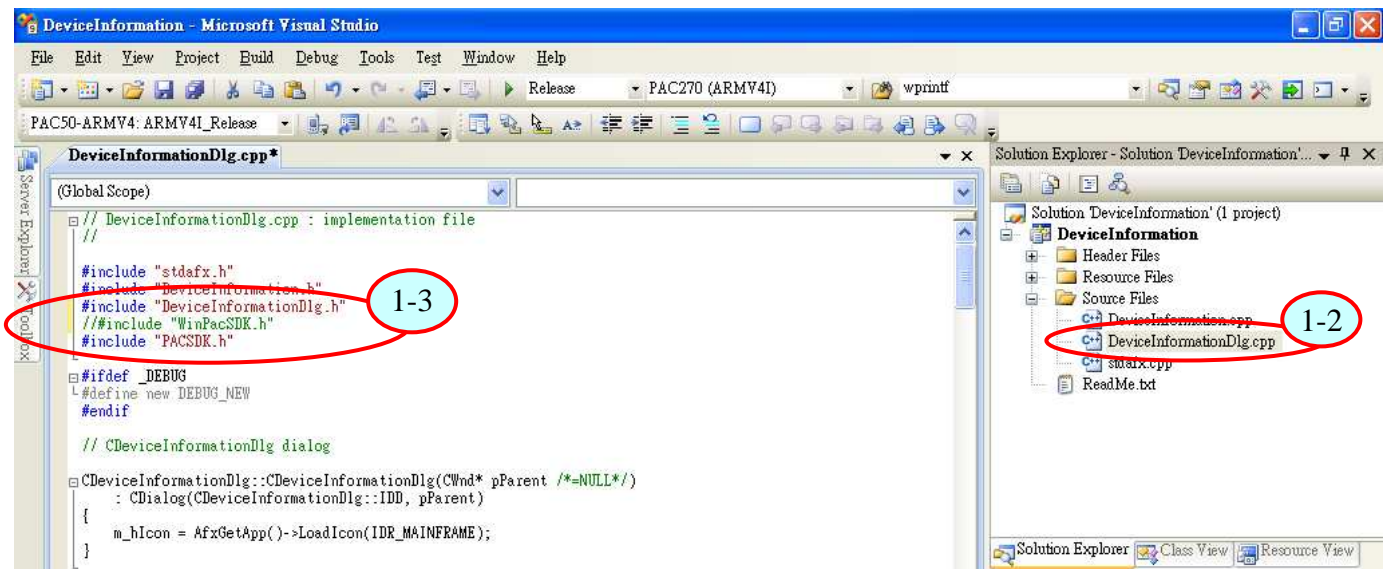 DeviceInformation - Microsoft Visual Studio
File Edit View Project Build Debug Tools Test Window Help
Release PAC270 (ARMV4I) wprintf
PAC50-ARMV4: ARMV4I_Release
DeviceInformationDlg.cpp*
(Global Scope)
Server Explorer
Toolbox
// DeviceInformationDlg.cpp : implementation file
//
#include "stdafx.h"
#include "DeviceInformation.h"
#include "DeviceInformationDlg.h"
//#include "WinPacSDK.h"
#include "PACSDK.h"
1-3
#ifdef _DEBUG
#define new DEBUG_NEW
#endif
// CDeviceInformationDlg dialog
CDeviceInformationDlg::CDeviceInformationDlg(CWnd* pParent /*=NULL*/)
: CDialog(CDeviceInformationDlg::IDD, pParent)
{
m_hIcon = AfxGetApp()->LoadIcon(IDR_MAINFRAME);
}
Solution Explorer - Solution 'DeviceInformation'...
Solution 'DeviceInformation' (1 project)
DeviceInformation
Header Files
Resource Files
Source Files
DeviceInformation.cpp
DeviceInformationDlg.cpp
stdafx.cpp
ReadMe.txt
1-2
Solution Explorer Class View Resource View